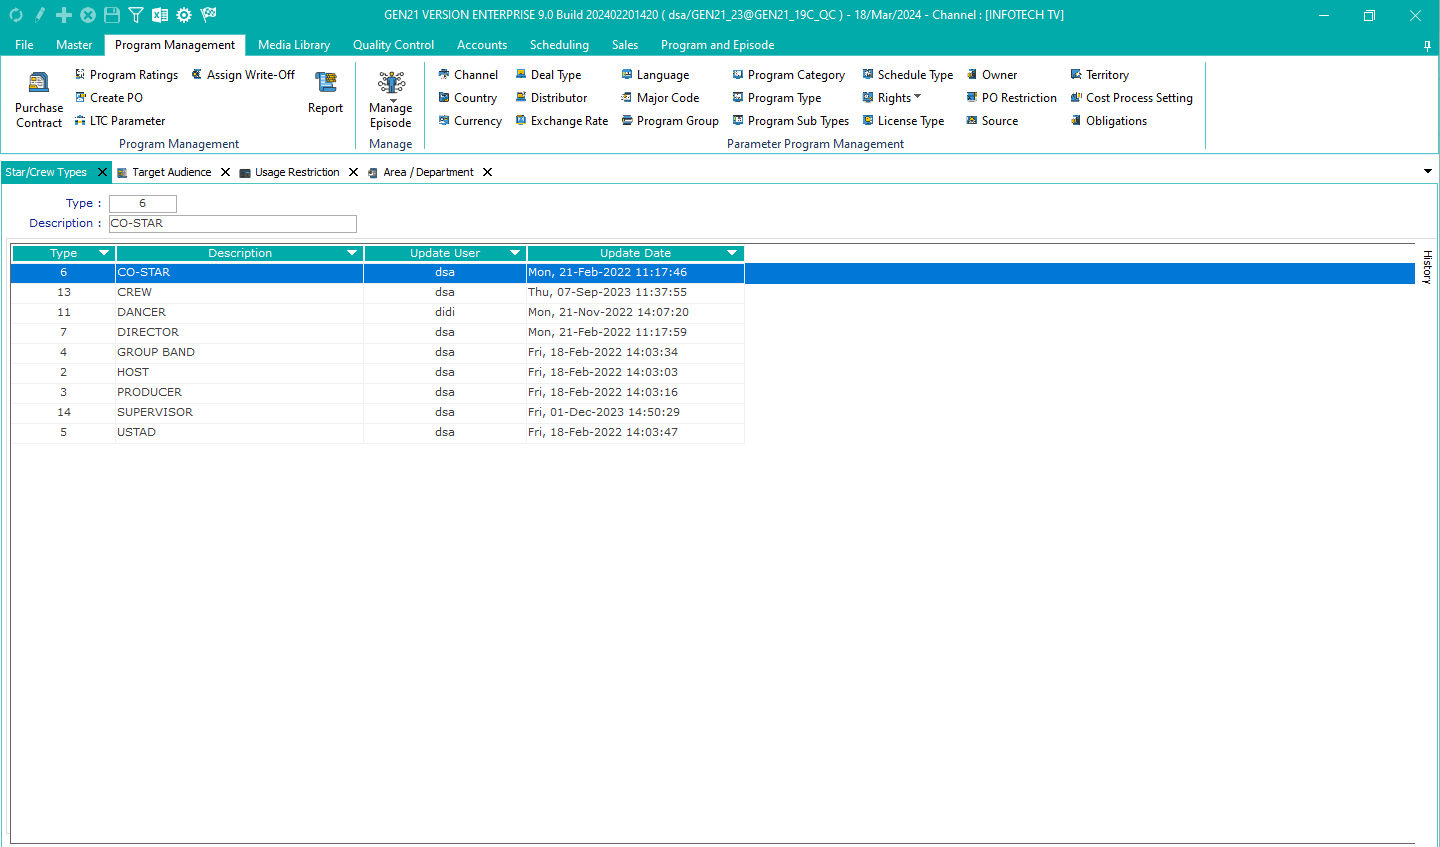 GEN21 VERSION ENTERPRISE 9.0 Build 202402201420 ( dsa/GEN21_23@GEN21_19C_QC ) - 18/Mar/2024 - Channel : [INFOTECH TV]
File Master Program Management Media Library Quality Control Accounts Scheduling Sales Program and Episode
Purchase Contract
Program Ratings Assign Write-Off
Create PO
LTC Parameter
Report
Program Management
Manage Episode
Manage
Channel Deal Type Language Program Category Schedule Type Owner Territory
Country Distributor Major Code Program Type Rights PO Restriction Cost Process Setting
Currency Exchange Rate Program Group Program Sub Types License Type Source Obligations
Parameter Program Management
Star/Crew Types Target Audience Usage Restriction Area / Department
Type : 6
Description : CO-STAR
Type Description Update User Update Date
6 CO-STAR dsa Mon, 21-Feb-2022 11:17:46
13 CREW dsa Thu, 07-Sep-2023 11:37:55
11 DANCER didi Mon, 21-Nov-2022 14:07:20
7 DIRECTOR dsa Mon, 21-Feb-2022 11:17:59
4 GROUP BAND dsa Fri, 18-Feb-2022 14:03:34
2 HOST dsa Fri, 18-Feb-2022 14:03:03
3 PRODUCER dsa Fri, 18-Feb-2022 14:03:16
14 SUPERVISOR dsa Fri, 01-Dec-2023 14:50:29
5 USTAD dsa Fri, 18-Feb-2022 14:03:47
History